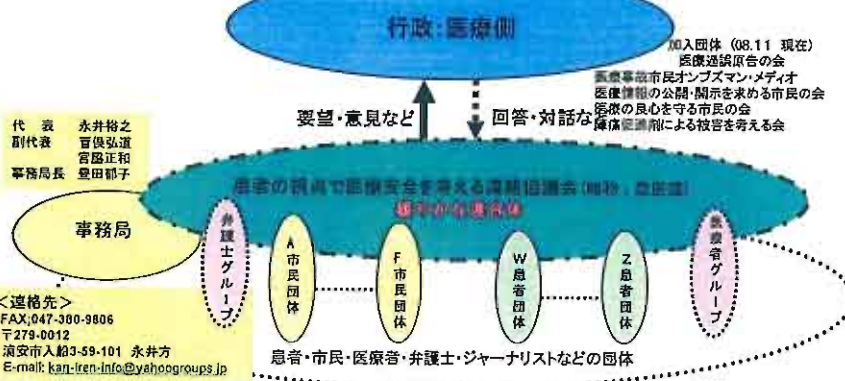 行政:医療側
加入団体（08.11 現在）
医療過誤原告の会
医療事故市民オンブズマン・メディオ
医療情報の公開・開示を求める市民の会
医療の良心を守る市民の会
陣痛促進剤による被害を考える会
要望・意見など
回答・対話など
代　表　永井裕之
副代表　冝保弘道
宮脇正和
事務局長　豊田郁子
患者の視点で医療安全を考える連絡協議会(略称:患医連)
緩やかな連合体
事務局
弁護士グループ
A市民団体
F市民団体
W患者団体
Z患者団体
医療者グループ
＜連絡先＞
FAX;047-380-9806
〒279-0012
浦安市入船3-59-101 永井方
E-mail: kan-iren-info@yahoogroups.jp
患者・市民・医療者・弁護士・ジャーナリストなどの団体